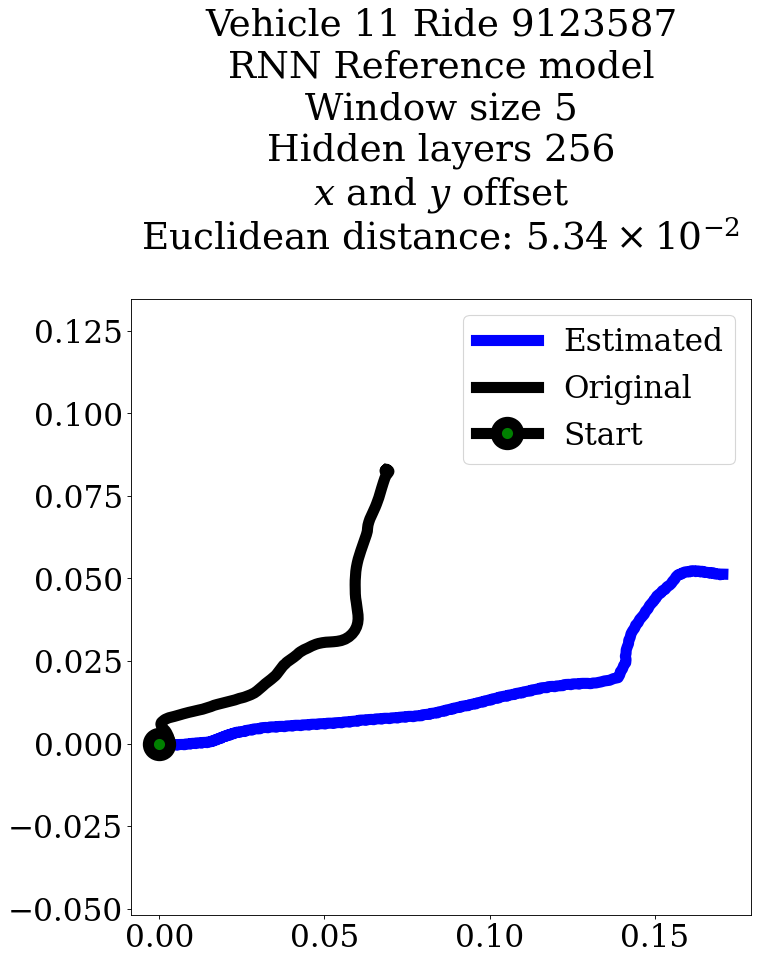 Vehicle 11 Ride 9123587
RNN Reference model
Window size 5
Hidden layers 256
x and y offset
Euclidean distance: 5.34 × 10⁻²
Estimated
Original
Start
0.125
0.100
0.075
0.050
0.025
0.000
−0.025
−0.050
0.00 0.05 0.10 0.15